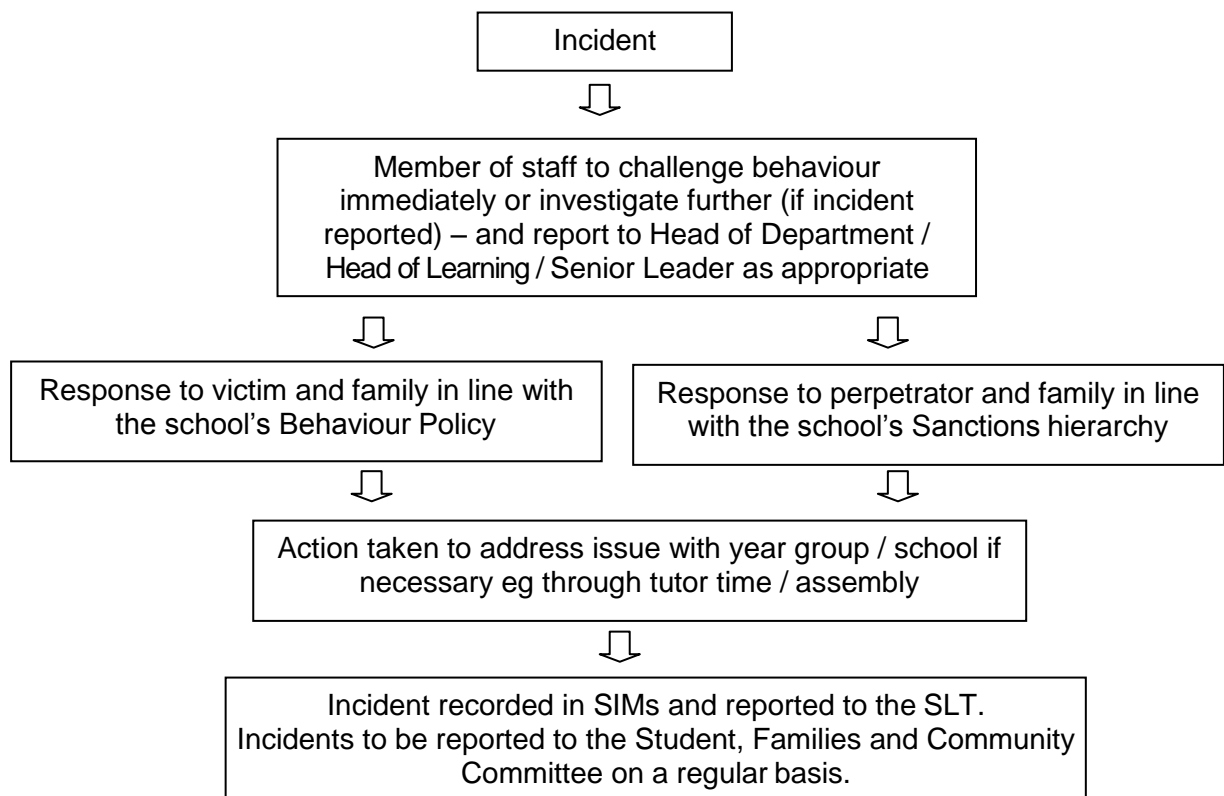 Incident
Member of staff to challenge behaviour
immediately or investigate further (if incident
reported) – and report to Head of Department /
Head of Learning / Senior Leader as appropriate
Response to victim and family in line with
the school’s Behaviour Policy
Response to perpetrator and family in line
with the school’s Sanctions hierarchy
Action taken to address issue with year group / school if
necessary eg through tutor time / assembly
Incident recorded in SIMs and reported to the SLT.
Incidents to be reported to the Student, Families and Community
Committee on a regular basis.